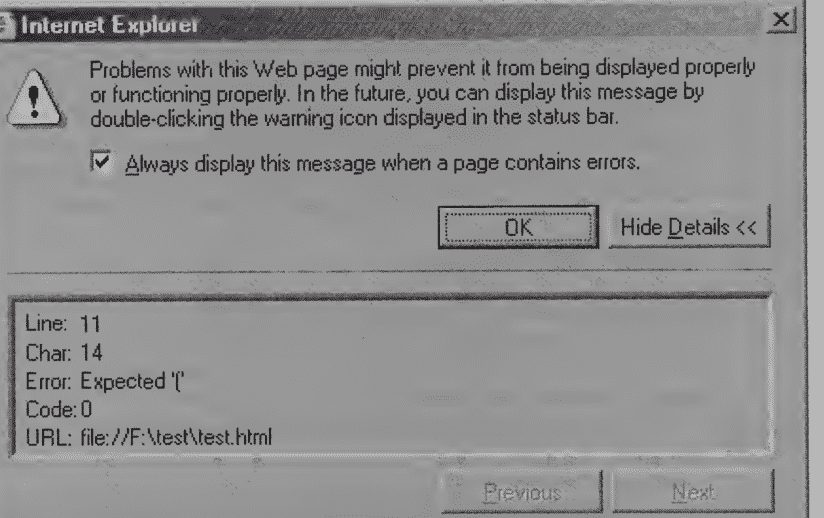 Internet Explorer
Problems with this Web page might prevent it from being displayed properly
or functioning properly. In the future, you can display this message by
double-clicking the warning icon displayed in the status bar.
Always display this message when a page contains errors.
OK
Hide Details <<
Line: 11
Char: 14
Error: Expected '('
Code: 0
URL: file://F:\test\test.html
Previous
Next